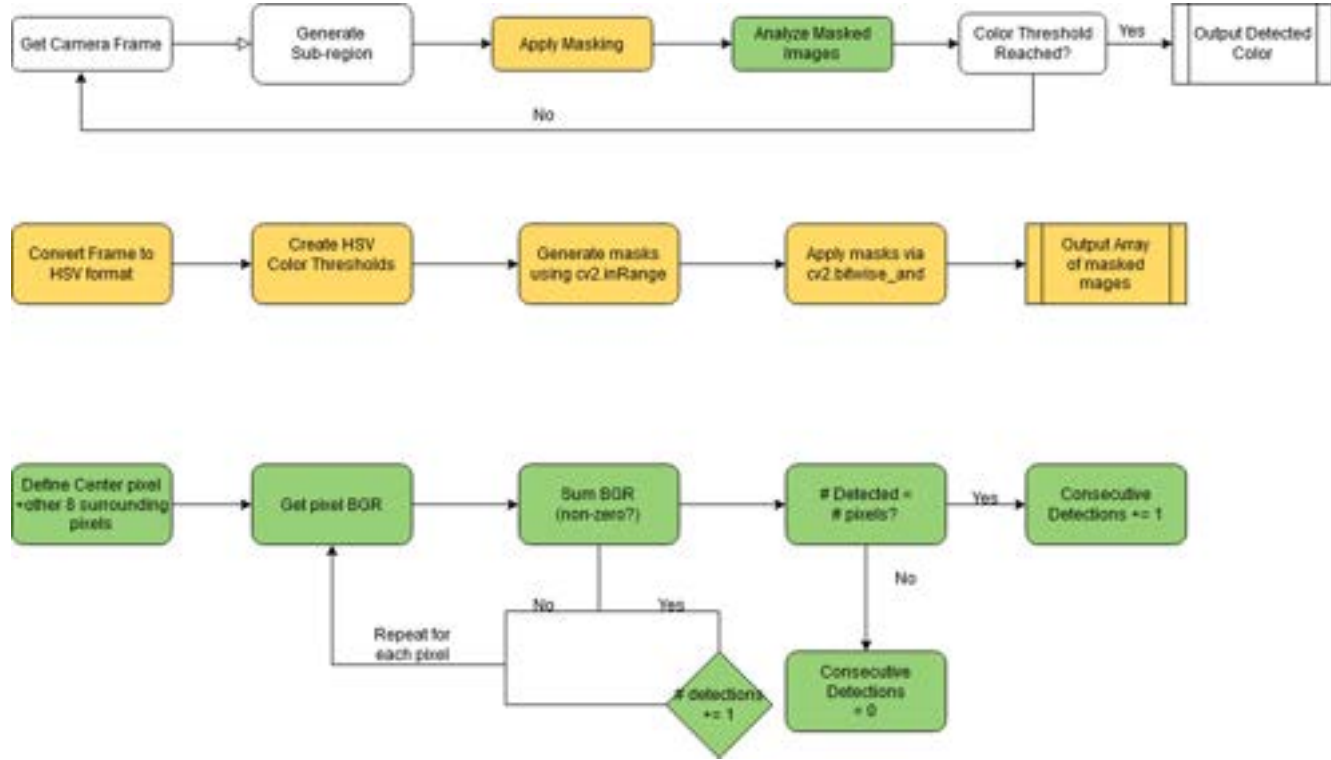 Get Camera Frame
Generate
Sub-region
Apply Masking
Analyze Masked
Images
Color Threshold
Reached?
Yes
Output Detected
Color
No
Convert Frame to
HSV format
Create HSV
Color Thresholds
Generate masks
using cv2.inRange
Apply masks via
cv2.bitwise_and
Output Array
of masked
mages
Define Center pixel
+other 8 surrounding
pixels
Get pixel BGR
Sum BGR
(non-zero?)
# Detected =
# pixels?
Yes
Consecutive
Detections += 1
No
Yes
No
Repeat for
each pixel
# detections
+= 1
Consecutive
Detections
= 0